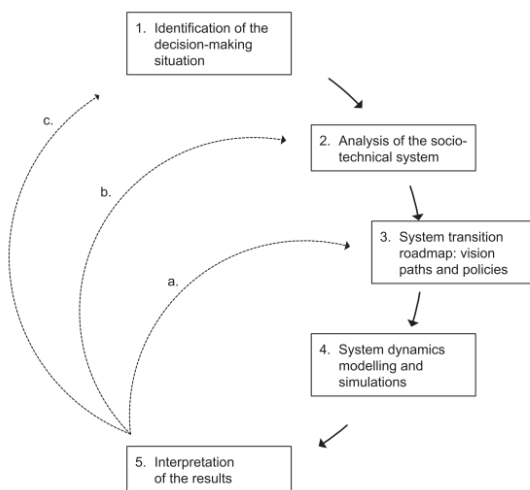 1. Identification of the
decision-making
situation
c.
2. Analysis of the socio-
technical system
b.
3. System transition
roadmap: vision
paths and policies
a.
4. System dynamics
modelling and
simulations
5. Interpretation
of the results